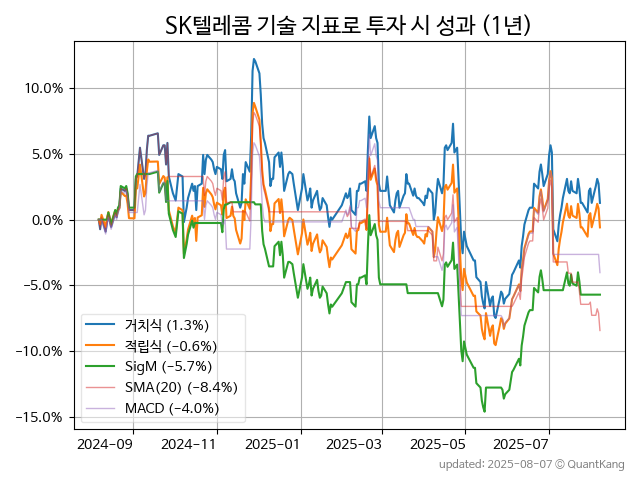 SK텔레콤 기술 지표로 투자 시 성과 (1년)
10.0%
5.0%
0.0%
−5.0%
−10.0%
−15.0%
거치식 (1.3%)
적립식 (−0.6%)
SigM (−5.7%)
SMA(20) (−8.4%)
MACD (−4.0%)
2024-09 2024-11 2025-01 2025-03 2025-05 2025-07
updated: 2025-08-07 © QuantKang